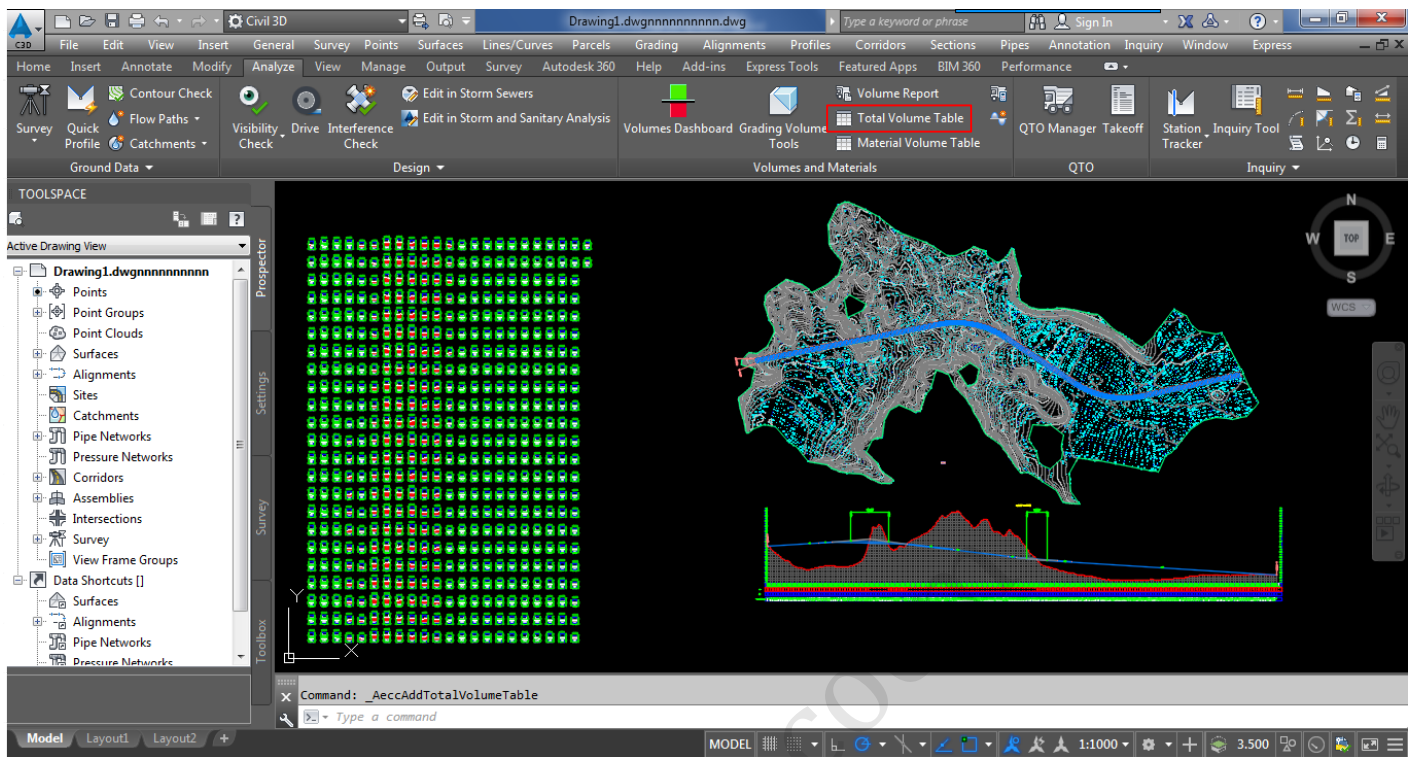 Civil 3D Drawing1.dwgnnnnnnnnnn.dwg Type a keyword or phrase Sign In
C3D File Edit View Insert General Survey Points Surfaces Lines/Curves Parcels Grading Alignments Profiles Corridors Sections Pipes Annotation Inquiry Window Express
Home Insert Annotate Modify Analyze View Manage Output Survey Autodesk 360 Help Add-ins Express Tools Featured Apps BIM 360 Performance
Contour Check Edit in Storm Sewers Volume Report
Flow Paths Edit in Storm and Sanitary Analysis Total Volume Table
Survey Quick Profile Catchments Visibility Check Drive Interference Check Volumes Dashboard Grading Volume Tools Material Volume Table QTO Manager Takeoff Station Tracker Inquiry Tool
Ground Data Design Volumes and Materials QTO Inquiry
TOOLSPACE
Active Drawing View
Prospector
Settings
Survey
Toolbox
Drawing1.dwgnnnnnnnnnn
Points
Point Groups
Point Clouds
Surfaces
Alignments
Sites
Catchments
Pipe Networks
Pressure Networks
Corridors
Assemblies
Intersections
Survey
View Frame Groups
Data Shortcuts []
Surfaces
Alignments
Pipe Networks
Pressure Networks
N
W TOP E
S
WCS
Y
X
Command: _AeccAddTotalVolumeTable
Type a command
Model Layout1 Layout2 + MODEL 1:1000 3.500